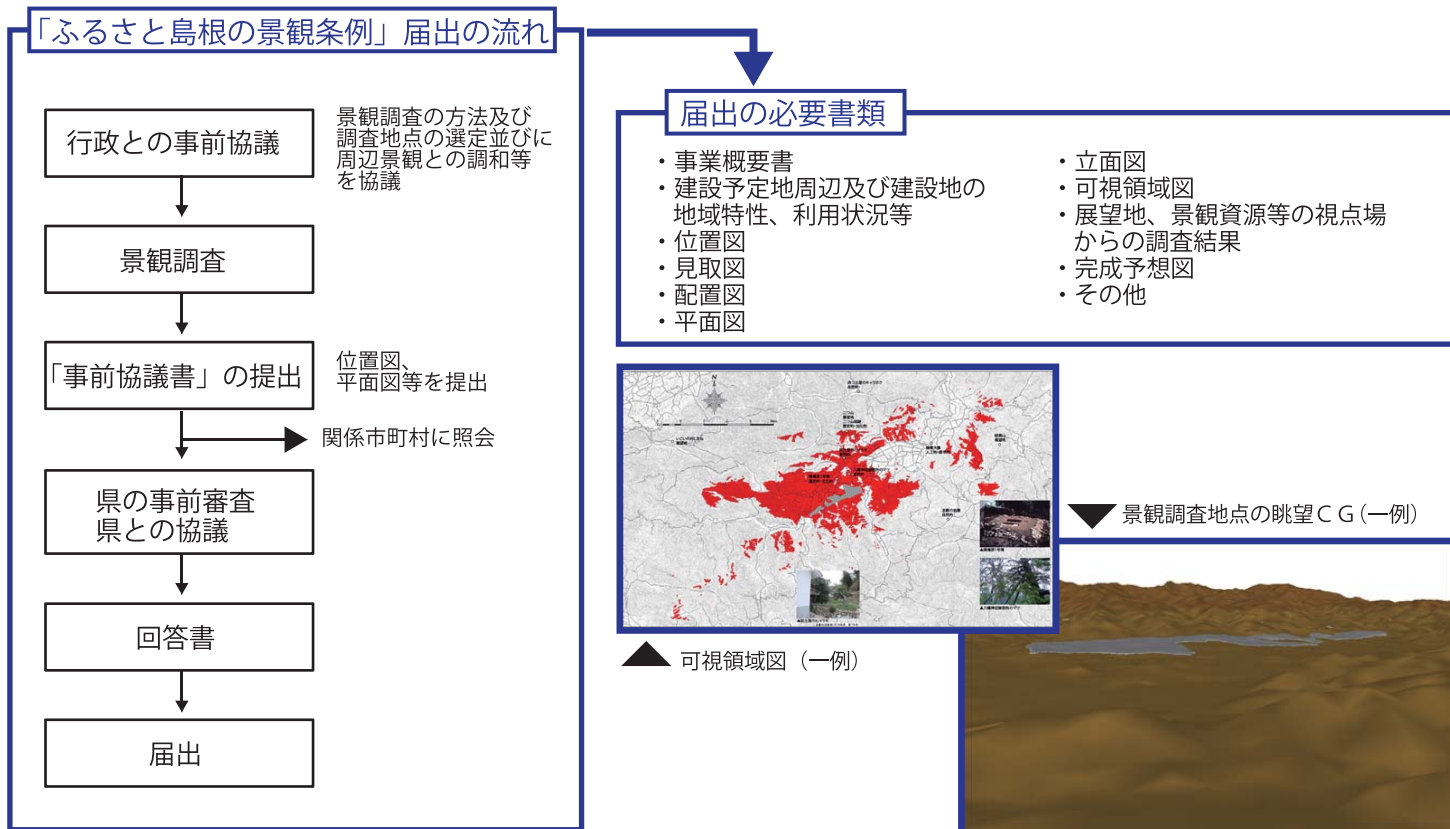 「ふるさと島根の景観条例」届出の流れ
行政との事前協議
景観調査の方法及び
調査地点の選定並びに
周辺景観との調和等
を協議
景観調査
「事前協議書」の提出
位置図、
平面図等を提出
関係市町村に照会
県の事前審査
県との協議
回答書
届出
届出の必要書類
・事業概要書
・建設予定地周辺及び建設地の
地域特性、利用状況等
・位置図
・見取図
・配置図
・平面図
・立面図
・可視領域図
・展望地、景観資源等の視点場
からの調査結果
・完成予想図
・その他
N
可視領域図（一例）
景観調査地点の眺望ＣＧ（一例）